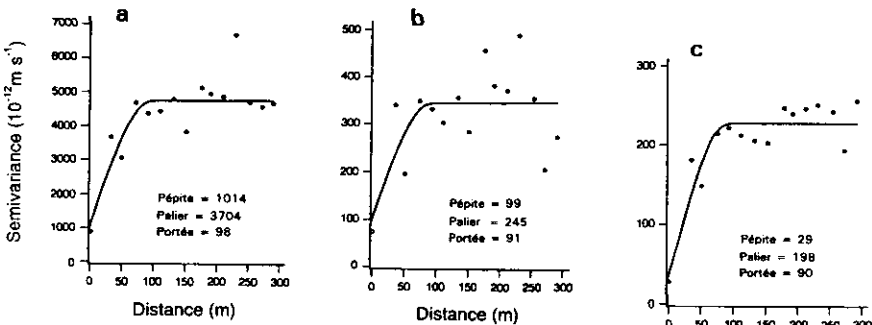 a
Semivariance (10⁻¹² m s⁻¹)
7000
6000
5000
4000
3000
2000
1000
0
Pépite = 1014
Palier = 3704
Portée = 98
0 50 100 150 200 250 300
Distance (m)
b
500
400
300
200
100
0
Pépite = 99
Palier = 245
Portée = 91
0 50 100 150 200 250 300
Distance (m)
c
300
200
100
0
Pépite = 29
Palier = 198
Portée = 90
0 50 100 150 200 250 300